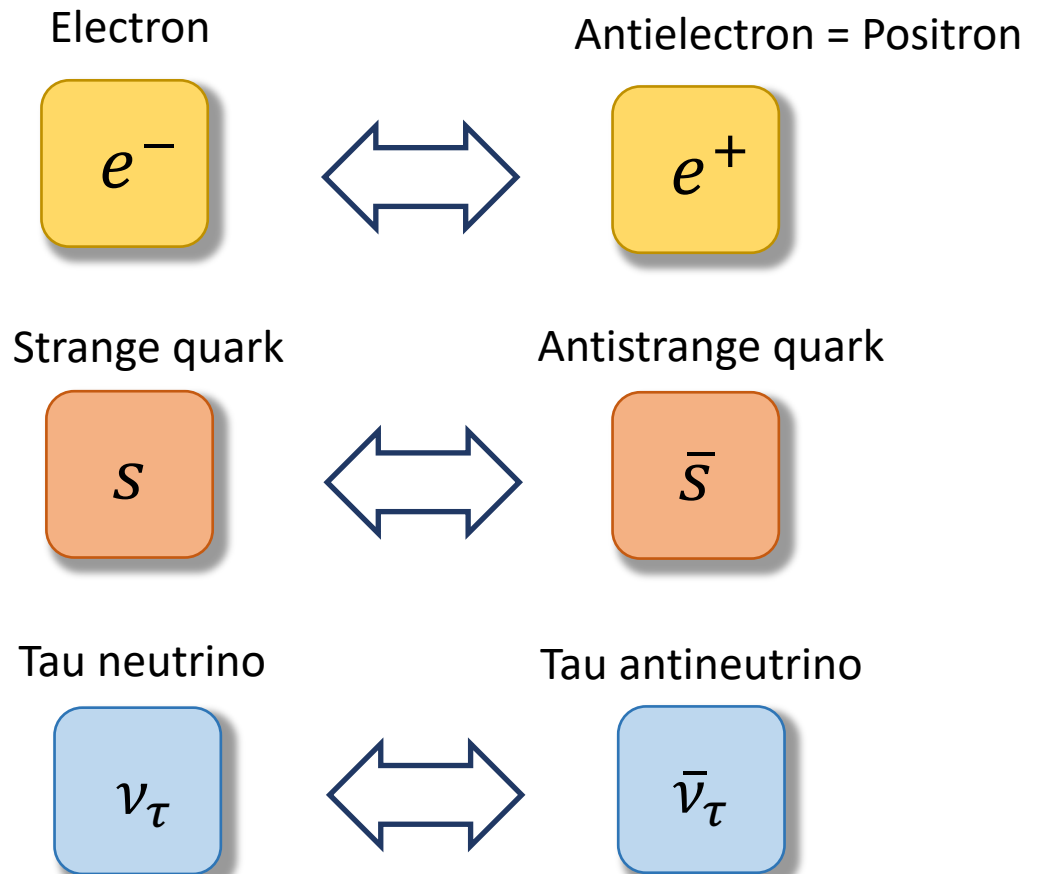 Electron
Antielectron = Positron
e⁻
e⁺
Strange quark
Antistrange quark
s
s̄
Tau neutrino
Tau antineutrino
ν_τ
ν̄_τ